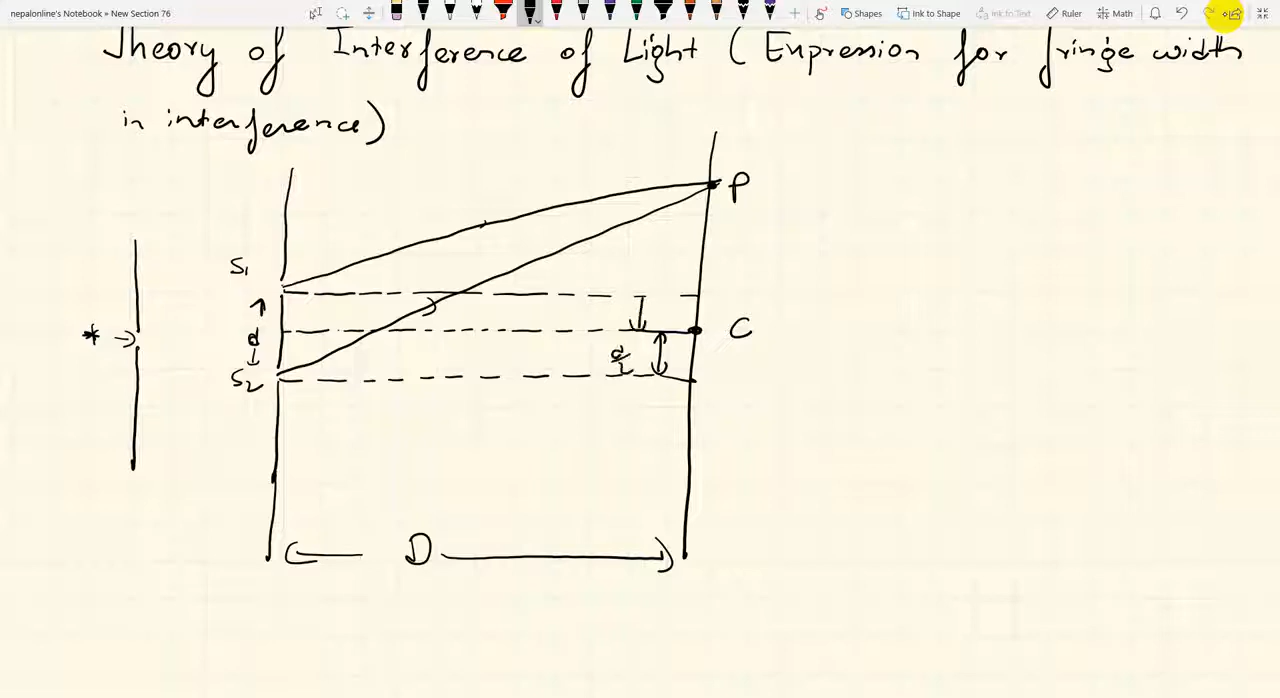 nepalonline's Notebook » New Section 76
Shapes Ink to Shape Ink to Text Ruler Math
Theory of Interference of Light ( Expression for fringe width
in interference)
P
S1
* d C
d/2
S2
D